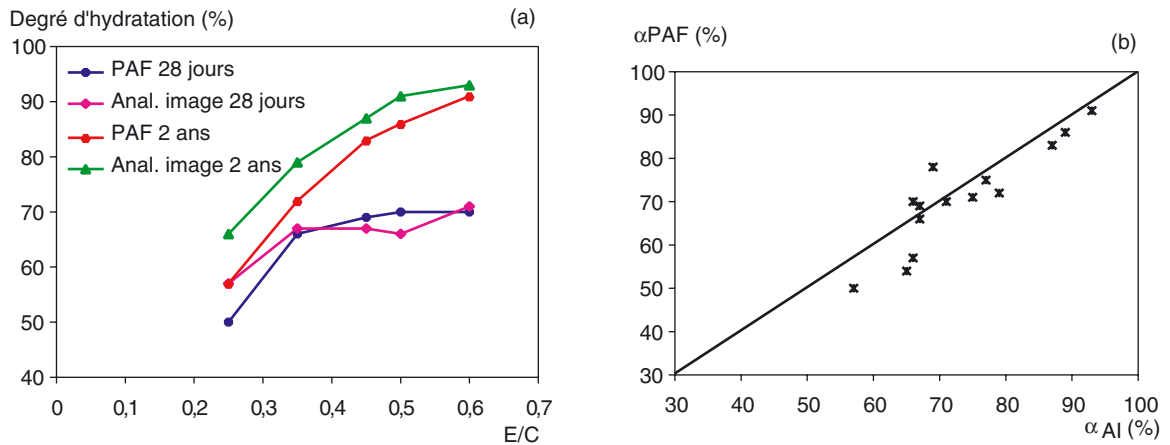 Degré d'hydratation (%)
(a)
100
90
80
70
60
50
40
PAF 28 jours
Anal. image 28 jours
PAF 2 ans
Anal. image 2 ans
0 0,1 0,2 0,3 0,4 0,5 0,6 0,7
E/C
αPAF (%)
(b)
100
90
80
70
60
50
40
30
30 40 50 60 70 80 90 100
α AI (%)